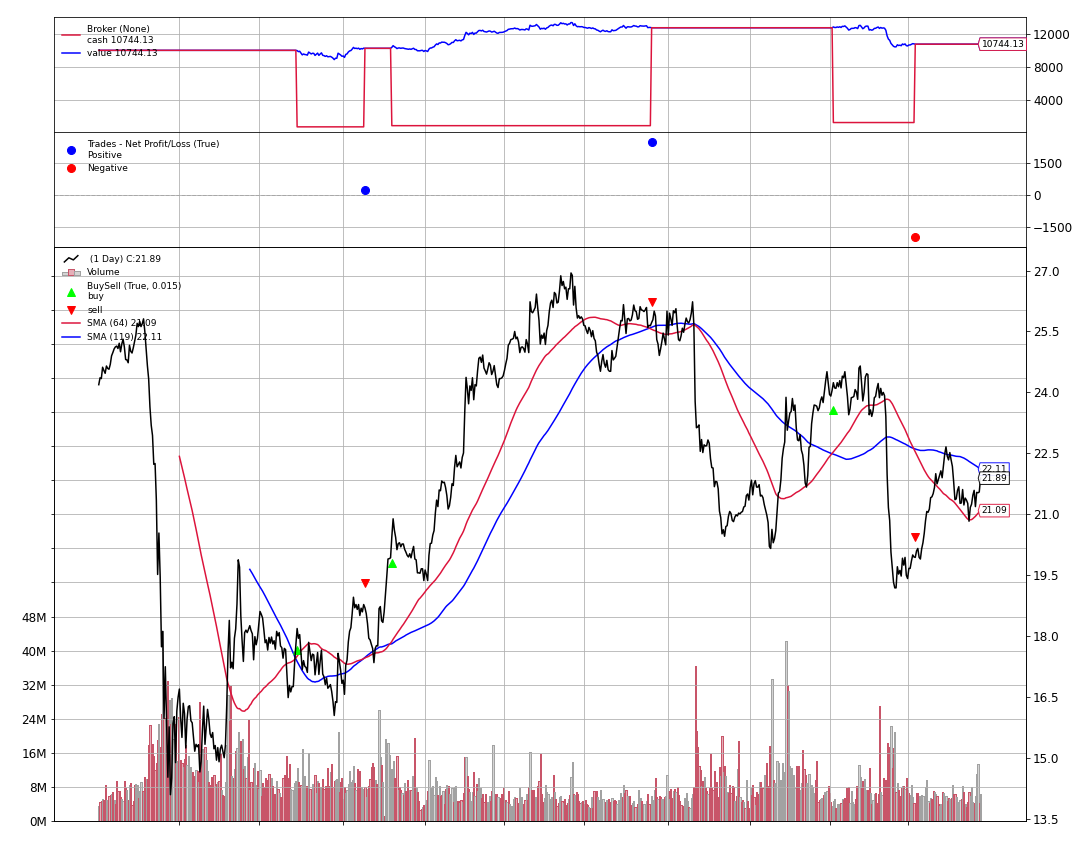 Broker (None)
cash 10744.13
value 10744.13
12000
10744.13
8000
4000
Trades - Net Profit/Loss (True)
Positive
Negative
1500
0
−1500
(1 Day) C:21.89
Volume
BuySell (True, 0.015)
buy
sell
SMA (64) 21.09
SMA (119) 22.11
27.0
25.5
24.0
22.5
22.11
21.89
21.09
21.0
19.5
18.0
16.5
15.0
13.5
48M
40M
32M
24M
16M
8M
0M